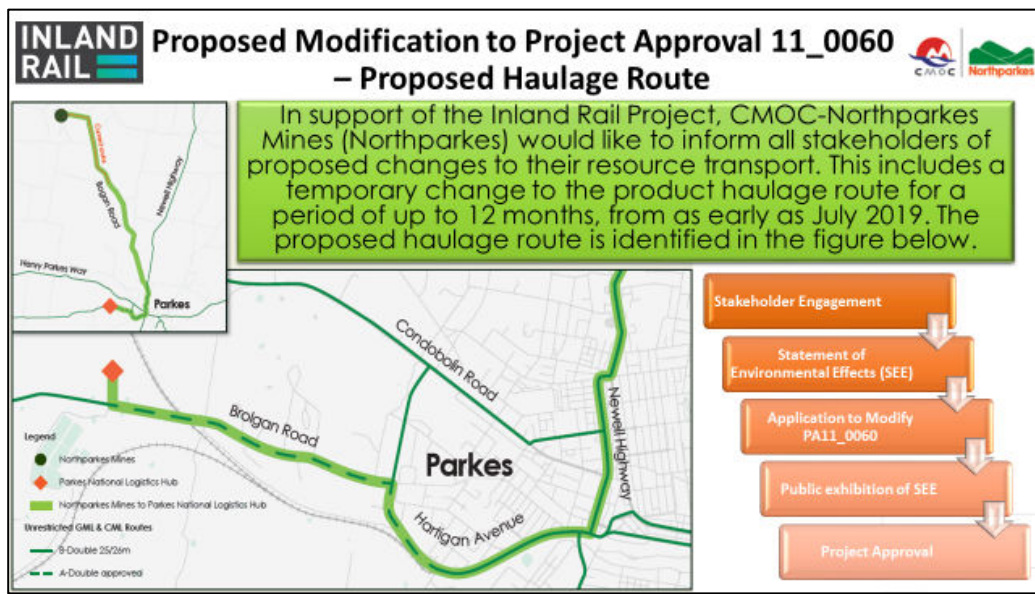 INLAND
RAIL
Proposed Modification to Project Approval 11_0060
– Proposed Haulage Route
CMOC
Northparkes
In support of the Inland Rail Project, CMOC-Northparkes
Mines (Northparkes) would like to inform all stakeholders of
proposed changes to their resource transport. This includes a
temporary change to the product haulage route for a
period of up to 12 months, from as early as July 2019. The
proposed haulage route is identified in the figure below.
Bogan Road
Newell Highway
Henry Parkes Way
Parkes
Condobolin Road
Newell Highway
Brolgan Road
Parkes
Hartigan Avenue
Legend
Northparkes Mines
Parkes National Logistics Hub
Northparkes Mines to Parkes National Logistics Hub
Unrestricted GML & CML Routes
B-Double 25/26m
A-Double approved
Stakeholder Engagement
Statement of
Environmental Effects (SEE)
Application to Modify
PA11_0060
Public exhibition of SEE
Project Approval